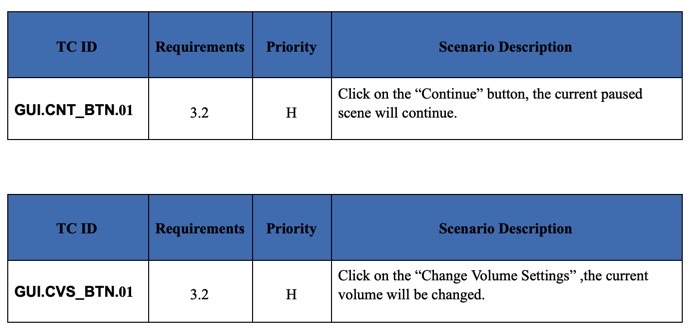 TC ID Requirements Priority Scenario Description
GUI.CNT_BTN.01 3.2 H Click on the “Continue” button, the current paused
scene will continue.
TC ID Requirements Priority Scenario Description
GUI.CVS_BTN.01 3.2 H Click on the “Change Volume Settings” ,the current
volume will be changed.